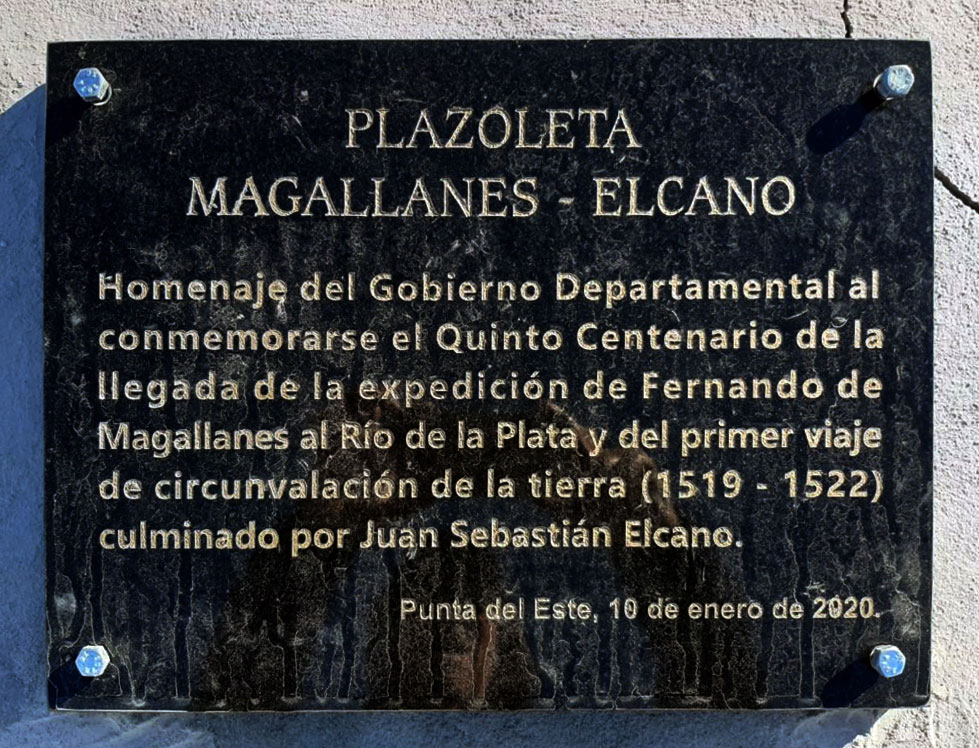 PLAZOLETA
MAGALLANES - ELCANO
Homenaje del Gobierno Departamental al
conmemorarse el Quinto Centenario de la
llegada de la expedición de Fernando de
Magallanes al Río de la Plata y del primer viaje
de circunvalación de la tierra (1519 - 1522)
culminado por Juan Sebastián Elcano.
Punta del Este, 10 de enero de 2020.